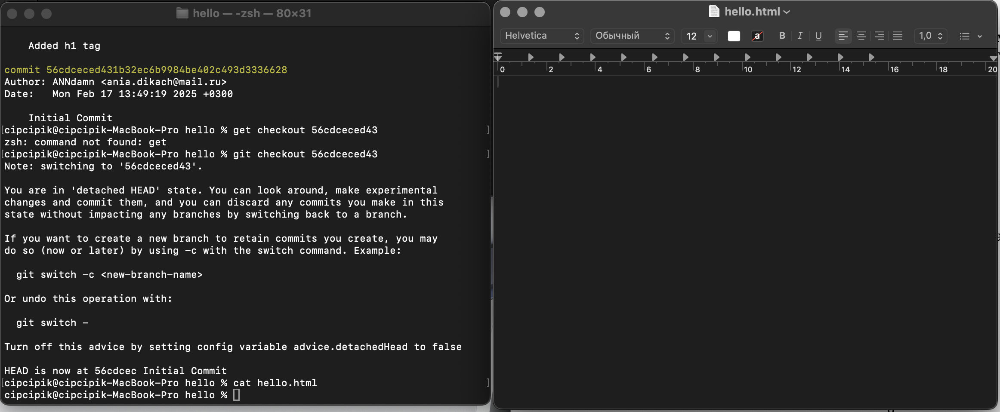 hello — -zsh — 80×31
Added h1 tag
commit 56cdceced431b32ec6b9984be402c493d3336628
Author: ANNdamn <ania.dikach@mail.ru>
Date:   Mon Feb 17 13:49:19 2025 +0300
Initial Commit
[cipcipik@cipcipik-MacBook-Pro hello % get checkout 56cdceced43 ]
zsh: command not found: get
[cipcipik@cipcipik-MacBook-Pro hello % git checkout 56cdceced43 ]
Note: switching to '56cdceced43'.
You are in 'detached HEAD' state. You can look around, make experimental
changes and commit them, and you can discard any commits you make in this
state without impacting any branches by switching back to a branch.
If you want to create a new branch to retain commits you create, you may
do so (now or later) by using -c with the switch command. Example:
git switch -c <new-branch-name>
Or undo this operation with:
git switch -
Turn off this advice by setting config variable advice.detachedHead to false
HEAD is now at 56cdcec Initial Commit
[cipcipik@cipcipik-MacBook-Pro hello % cat hello.html ]
cipcipik@cipcipik-MacBook-Pro hello %
hello.html
Helvetica Обычный 12 a B I U 1,0
0 2 4 6 8 10 12 14 16 18 20